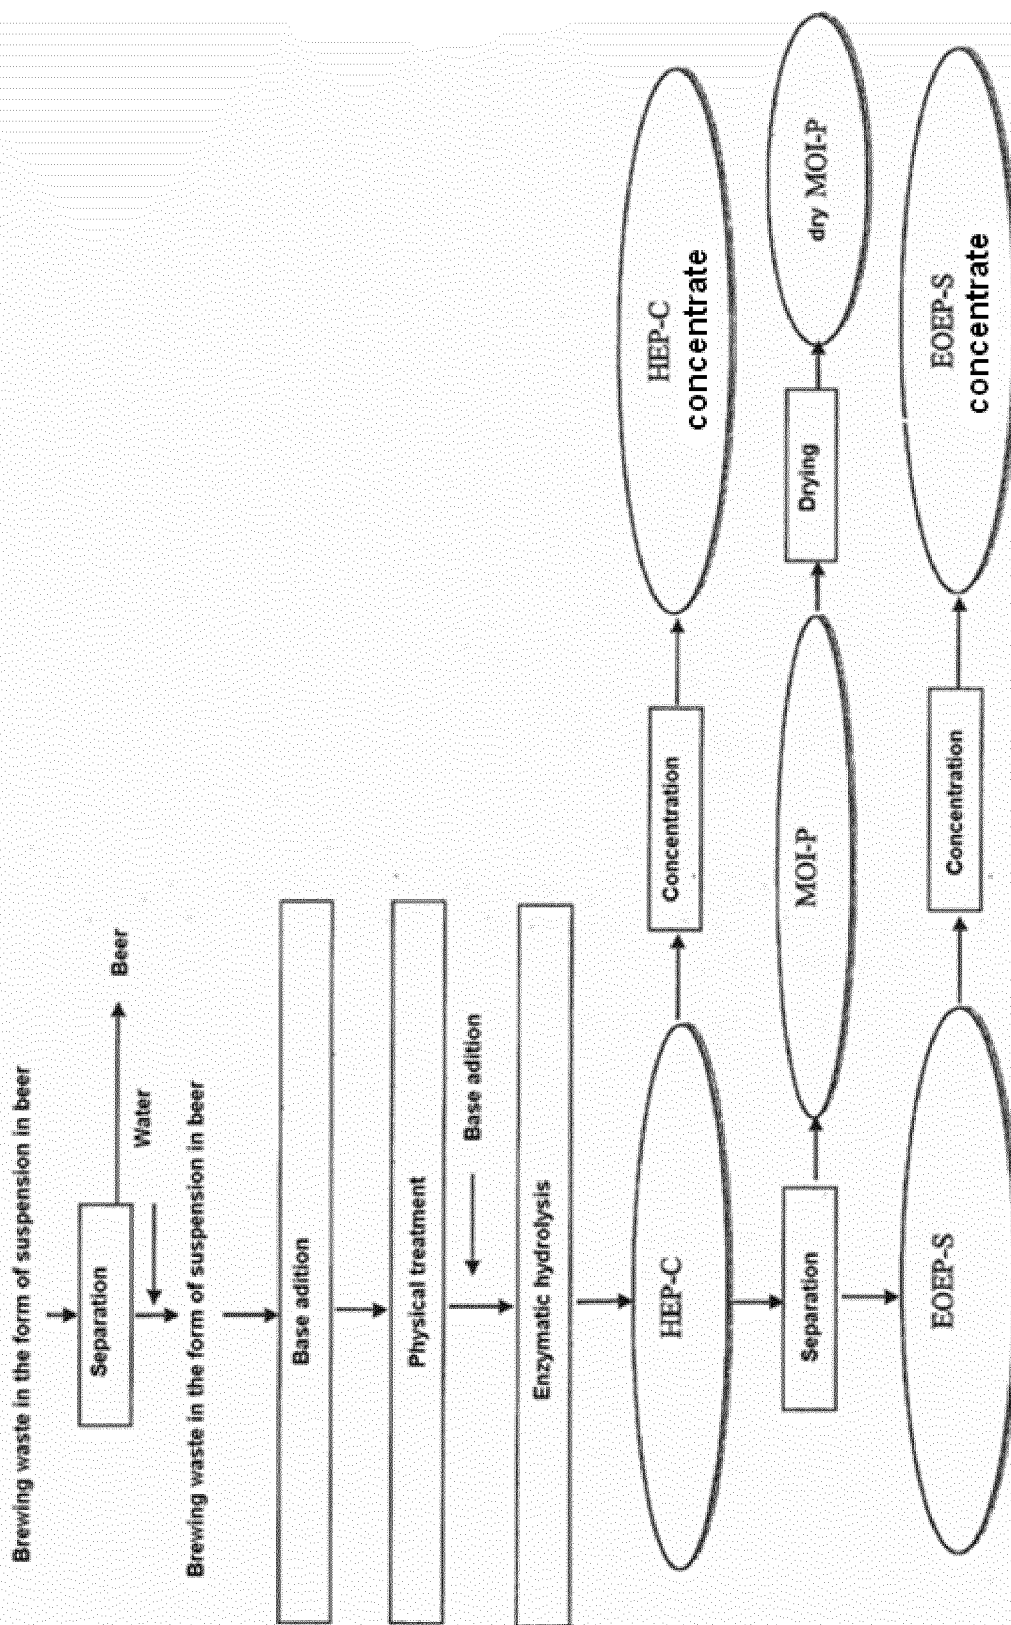 Brewing waste in the form of suspension in beer
Separation
Beer
Water
Brewing waste in the form of suspension in beer
Base adition
Physical treatment
Base adition
Enzymatic hydrolysis
HEP-C
Concentration
HEP-C
concentrate
Separation
MOI-P
Drying
dry MOI-P
EOEP-S
Concentration
EOEP-S
concentrate